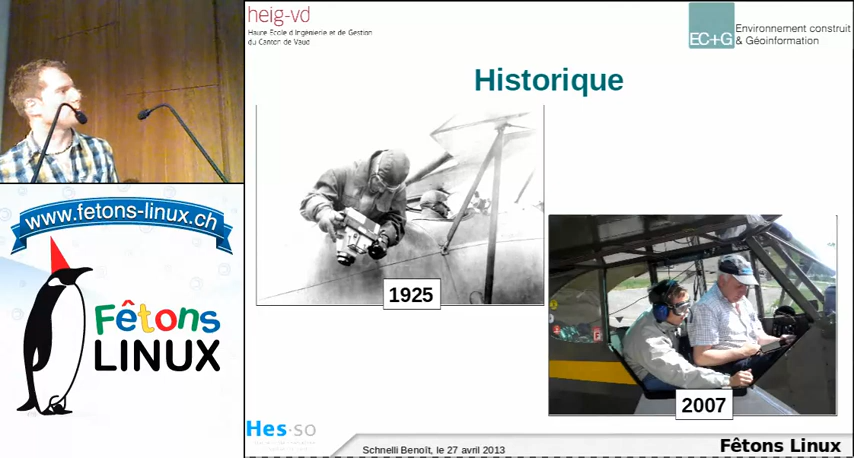 heig-vd
Haute Ecole d'Ingénierie et de Gestion
du Canton de Vaud
EC+G
Environnement construit
& Géoinformation
Historique
www.fetons-linux.ch
Fêtons
LINUX
1925
2007
Hes·so
Schnelli Benoît, le 27 avril 2013
Fêtons Linux